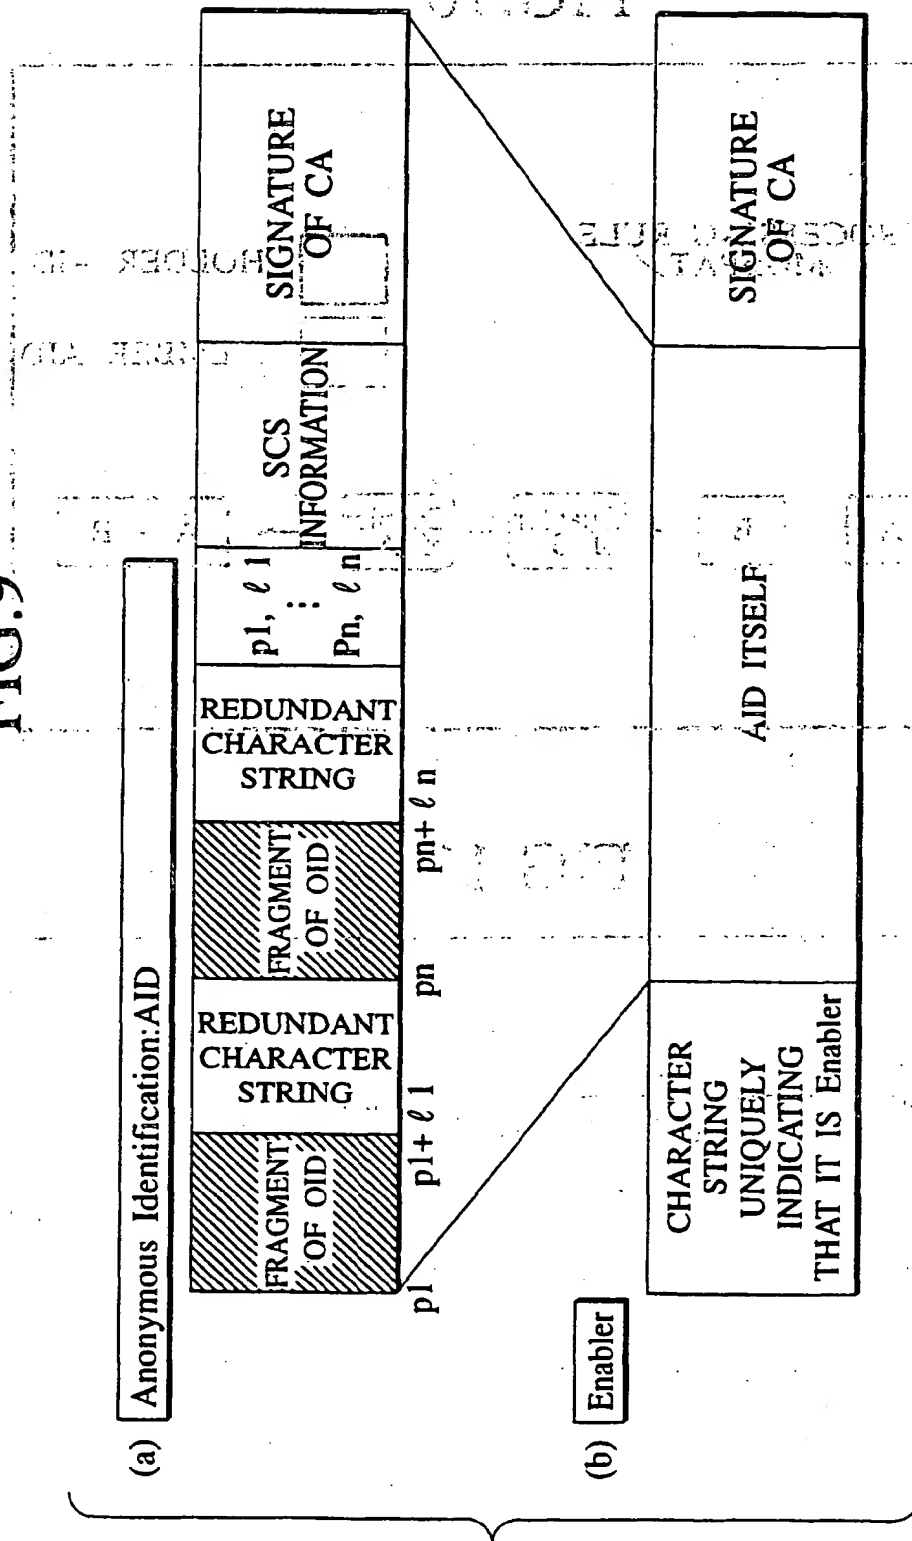 FIG.9
(a) Anonymous Identification:AID
FRAGMENT
OF OID
REDUNDANT
CHARACTER
STRING
FRAGMENT
OF OID
REDUNDANT
CHARACTER
STRING
p1, ℓ 1
⋮
Pn, ℓ n
SCS
INFORMATION
SIGNATURE
OF CA
p1
p1+ ℓ 1
pn
pn+ ℓ n
(b) Enabler
CHARACTER
STRING
UNIQUELY
INDICATING
THAT IT IS Enabler
AID ITSELF
SIGNATURE
OF CA